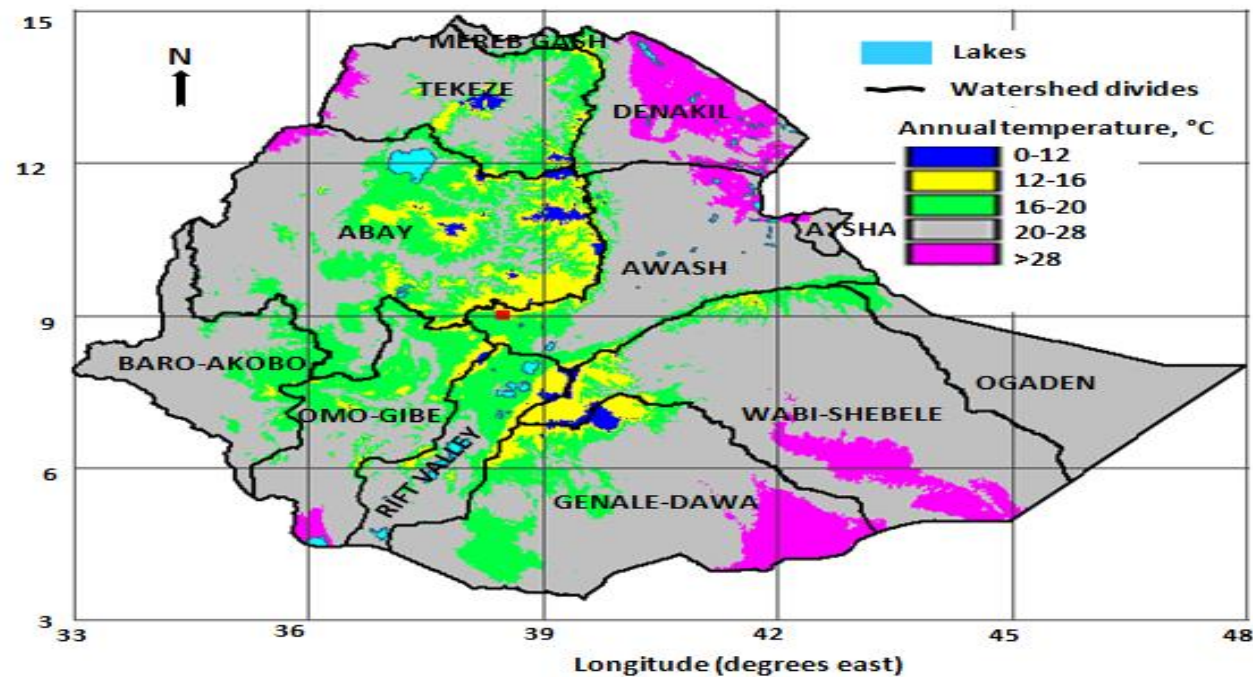 15
N
MEREB GASH
TEKEZE
DENAKIL
Lakes
Watershed divides
Annual temperature, °C
0-12
12-16
16-20
20-28
>28
12
ABAY
AYSHA
AWASH
9
BARO-AKOBO
OMO-GIBE
OGADEN
WABI-SHEBELE
RIFT VALLEY
6
GENALE-DAWA
3
33
36
39
42
45
48
Longitude (degrees east)